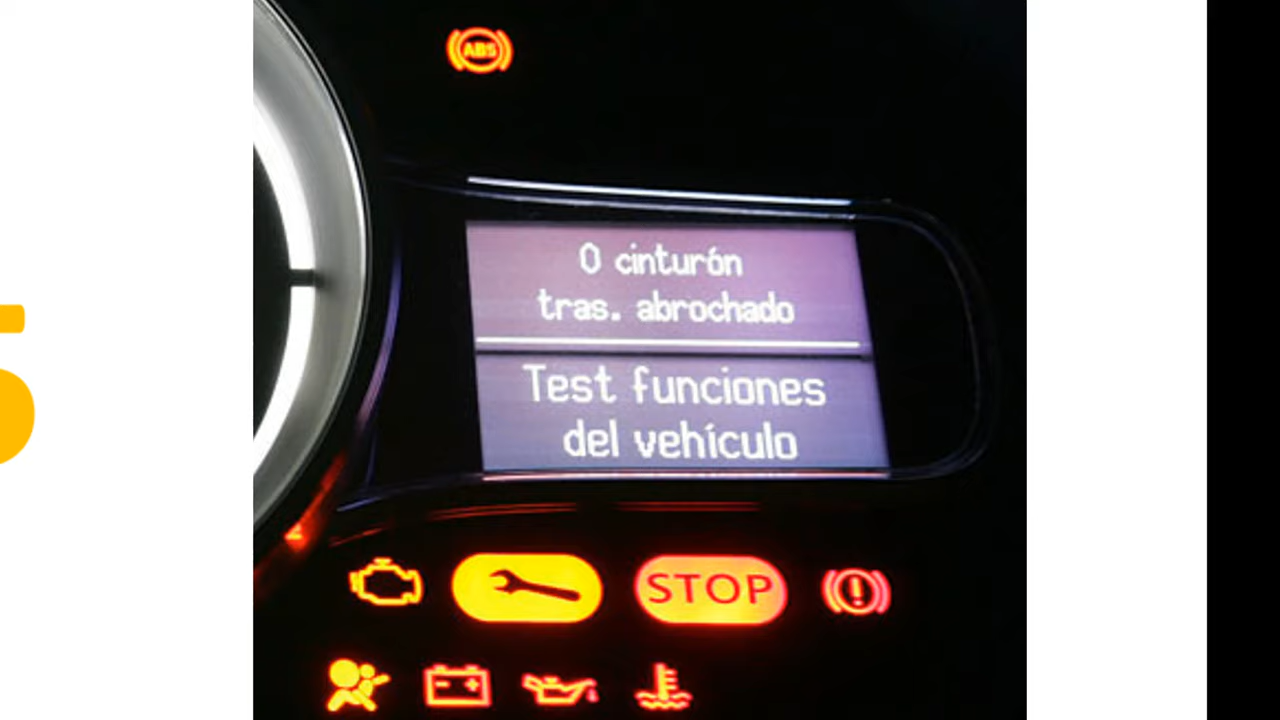 ABS
0 cinturón
tras. abrochado
Test funciones
del vehículo
STOP